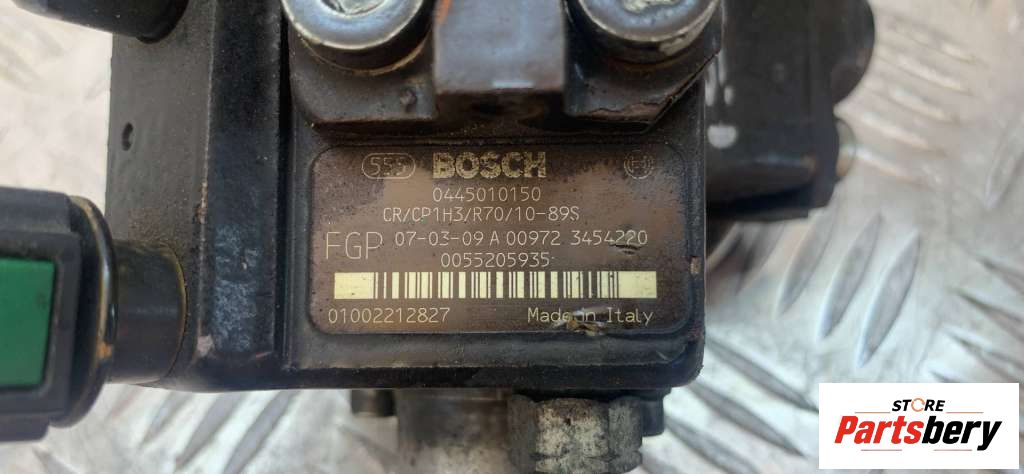 555 BOSCH
0445010150
CR/CP1H3/R70/10-89S
FGP 07-03-09 A 00972 3454220
0055205935
01002212827 Made in Italy
STORE
Partsbery